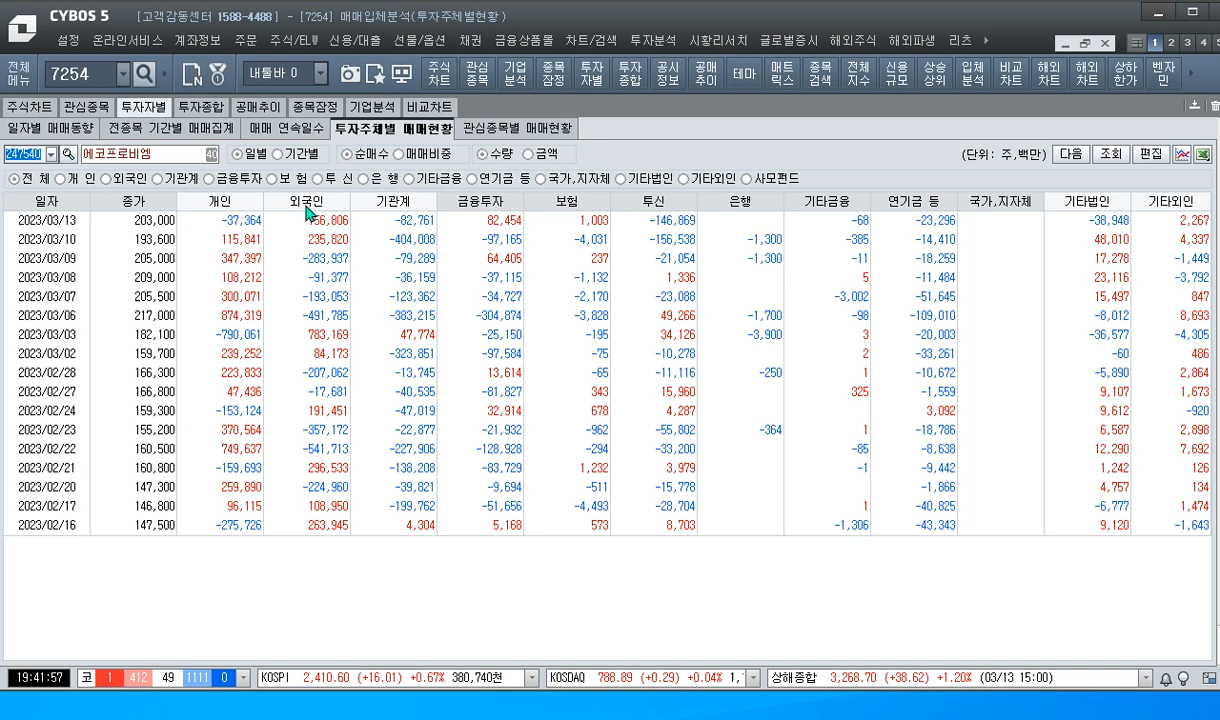 CYBOS 5 [고객감동센터 1588-4488] - [7254] 매매입체분석(투자주체별현황)
설정 온라인서비스 계좌정보 주문 주식/ELW 신용/대출 선물/옵션 채권 금융상품몰 차트/검색 투자분석 시황리서치 글로벌증시 해외주식 해외파생 리츠 1 2 3 4
전체메뉴 7254 내툴바 0 주식차트 관심종목 기업분석 종목잠정 투자자별 투자종합 공시정보 공매추이 테마 매트릭스 종목검색 전체지수 신용규모 상승상위 입체분석 비교차트 해외차트 해외차트 상하한가 벤자민
주식차트 관심종목 투자자별 투자종합 공매추이 종목잠정 기업분석 비교차트
일자별 매매동향 전종목 기간별 매매집계 매매 연속일수 투자주체별 매매현황 관심종목별 매매현황
247540 에코프로비엠 40 일별 기간별 순매수 매매비중 수량 금액 (단위: 주,백만) 다음 조회 편집
전 체 개 인 외국인 기관계 금융투자 보 험 투 신 은 행 기타금융 연기금 등 국가,지자체 기타법인 기타외인 사모펀드
일자 종가 개인 외국인 기관계 금융투자 보험 투신 은행 기타금융 연기금 등 국가,지자체 기타법인 기타외인
2023/03/13 203,000 -37,364 -82,761 82,454 1,003 -146,869 -68 -23,296 -38,948 2,267
2023/03/10 193,600 115,841 235,820 -404,008 -97,165 -4,031 -156,538 -1,300 -385 -14,410 48,010 4,337
2023/03/09 205,000 347,397 -283,937 -79,289 64,405 237 -21,054 -1,300 -11 -18,259 17,278 -1,449
2023/03/08 209,000 108,212 -91,377 -36,159 -37,115 -1,132 1,336 5 -11,484 23,116 -3,792
2023/03/07 205,500 300,071 -193,053 -123,362 -34,727 -2,170 -23,088 -3,002 -51,645 15,497 847
2023/03/06 217,000 874,319 -491,785 -383,215 -304,874 -3,828 49,266 -1,700 -98 -109,010 -8,012 8,693
2023/03/03 182,100 -790,061 783,169 47,774 -25,150 -195 34,126 -3,900 3 -20,003 -36,577 -4,305
2023/03/02 159,700 239,252 84,173 -323,851 -97,584 -75 -10,278 2 -33,261 -60 486
2023/02/28 166,300 223,833 -207,062 -13,745 13,614 -65 -11,116 -250 1 -10,672 -5,890 2,864
2023/02/27 166,800 47,436 -17,681 -40,535 -81,827 343 15,960 325 -1,559 9,107 1,673
2023/02/24 159,300 -153,124 191,451 -47,019 32,914 678 4,287 3,092 9,612 -920
2023/02/23 155,200 370,564 -357,172 -22,877 -21,932 -962 -55,802 -364 1 -18,786 6,587 2,898
2023/02/22 160,500 749,637 -541,713 -227,906 -128,928 -294 -33,200 -85 -8,638 12,290 7,692
2023/02/21 160,800 -159,693 296,533 -138,208 -83,729 1,232 3,979 -1 -9,442 1,242 126
2023/02/20 147,300 259,890 -224,960 -39,821 -9,694 -511 -15,778 -1,866 4,757 134
2023/02/17 146,800 96,115 108,950 -199,762 -51,656 -4,493 -28,704 1 -40,825 -6,777 1,474
2023/02/16 147,500 -275,726 263,945 4,304 5,168 573 8,703 -1,306 -43,343 9,120 -1,643
19:41:57 코 1 412 49 1111 0 KOSPI 2,410.60 (+16.01) +0.67% 380,740천 KOSDAQ 788.89 (+0.29) +0.04% 상해종합 3,268.70 (+38.62) +1.20% (03/13 15:00)